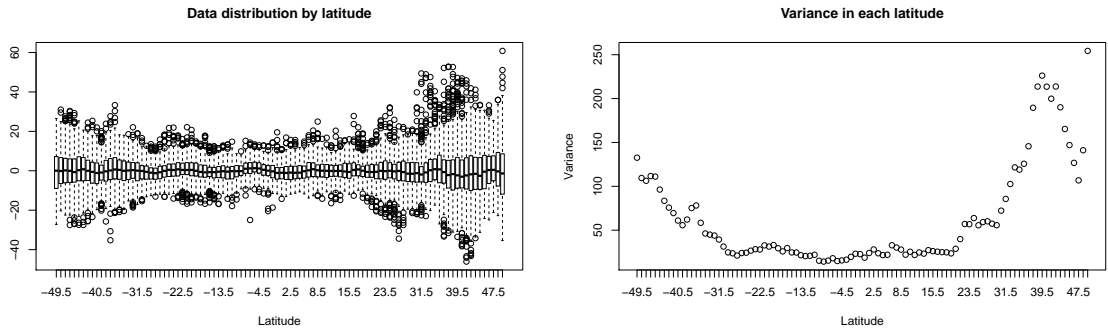 Data distribution by latitude
60
40
20
0
20
−40
−49.5 −40.5 −31.5 −22.5 −13.5 −4.5 2.5 8.5 15.5 23.5 31.5 39.5 47.5
Latitude
Variance in each latitude
Variance
250
200
150
100
50
−49.5 −40.5 −31.5 −22.5 −13.5 −4.5 2.5 8.5 15.5 23.5 31.5 39.5 47.5
Latitude